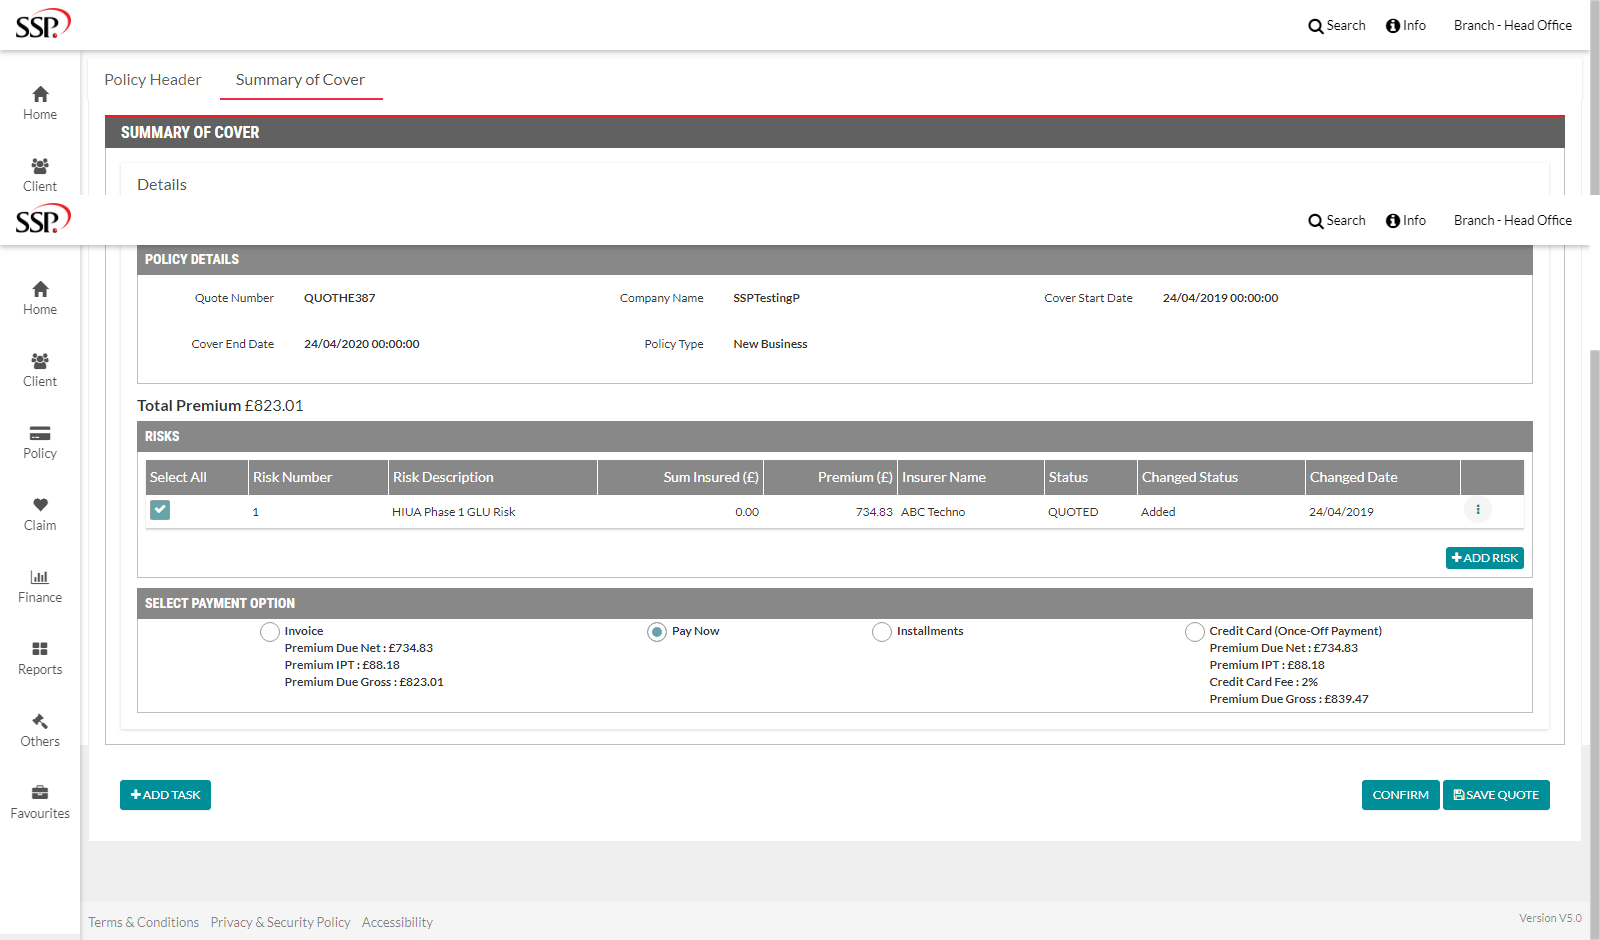 SSP. Search Info Branch - Head Office
Policy Header Summary of Cover
Home
SUMMARY OF COVER
Client
Details
SSP. Search Info Branch - Head Office
POLICY DETAILS
Home
Quote Number QUOTHE387 Company Name SSPTestingP Cover Start Date 24/04/2019 00:00:00
Cover End Date 24/04/2020 00:00:00 Policy Type New Business
Client
Total Premium £823.01
RISKS
Policy
Select All Risk Number Risk Description Sum Insured (£) Premium (£) Insurer Name Status Changed Status Changed Date
1 HIUA Phase 1 GLU Risk 0.00 734.83 ABC Techno QUOTED Added 24/04/2019
Claim
ADD RISK
Finance
SELECT PAYMENT OPTION
Invoice Pay Now Installments Credit Card (Once-Off Payment)
Premium Due Net : £734.83 Premium Due Net : £734.83
Premium IPT : £88.18 Premium IPT : £88.18
Reports
Premium Due Gross : £823.01 Credit Card Fee : 2%
Premium Due Gross : £839.47
Others
ADD TASK CONFIRM SAVE QUOTE
Favourites
Terms & Conditions Privacy & Security Policy Accessibility Version V5.0